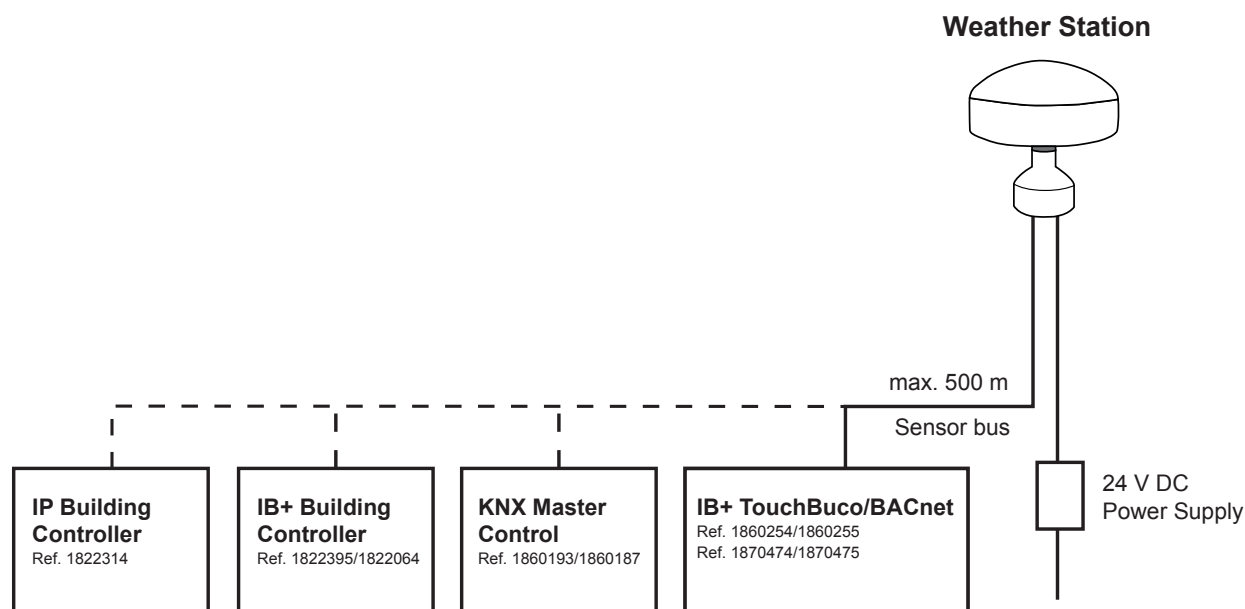 Weather Station
max. 500 m
Sensor bus
IP Building
Controller
Ref. 1822314
IB+ Building
Controller
Ref. 1822395/1822064
KNX Master
Control
Ref. 1860193/1860187
IB+ TouchBuco/BACnet
Ref. 1860254/1860255
Ref. 1870474/1870475
24 V DC
Power Supply